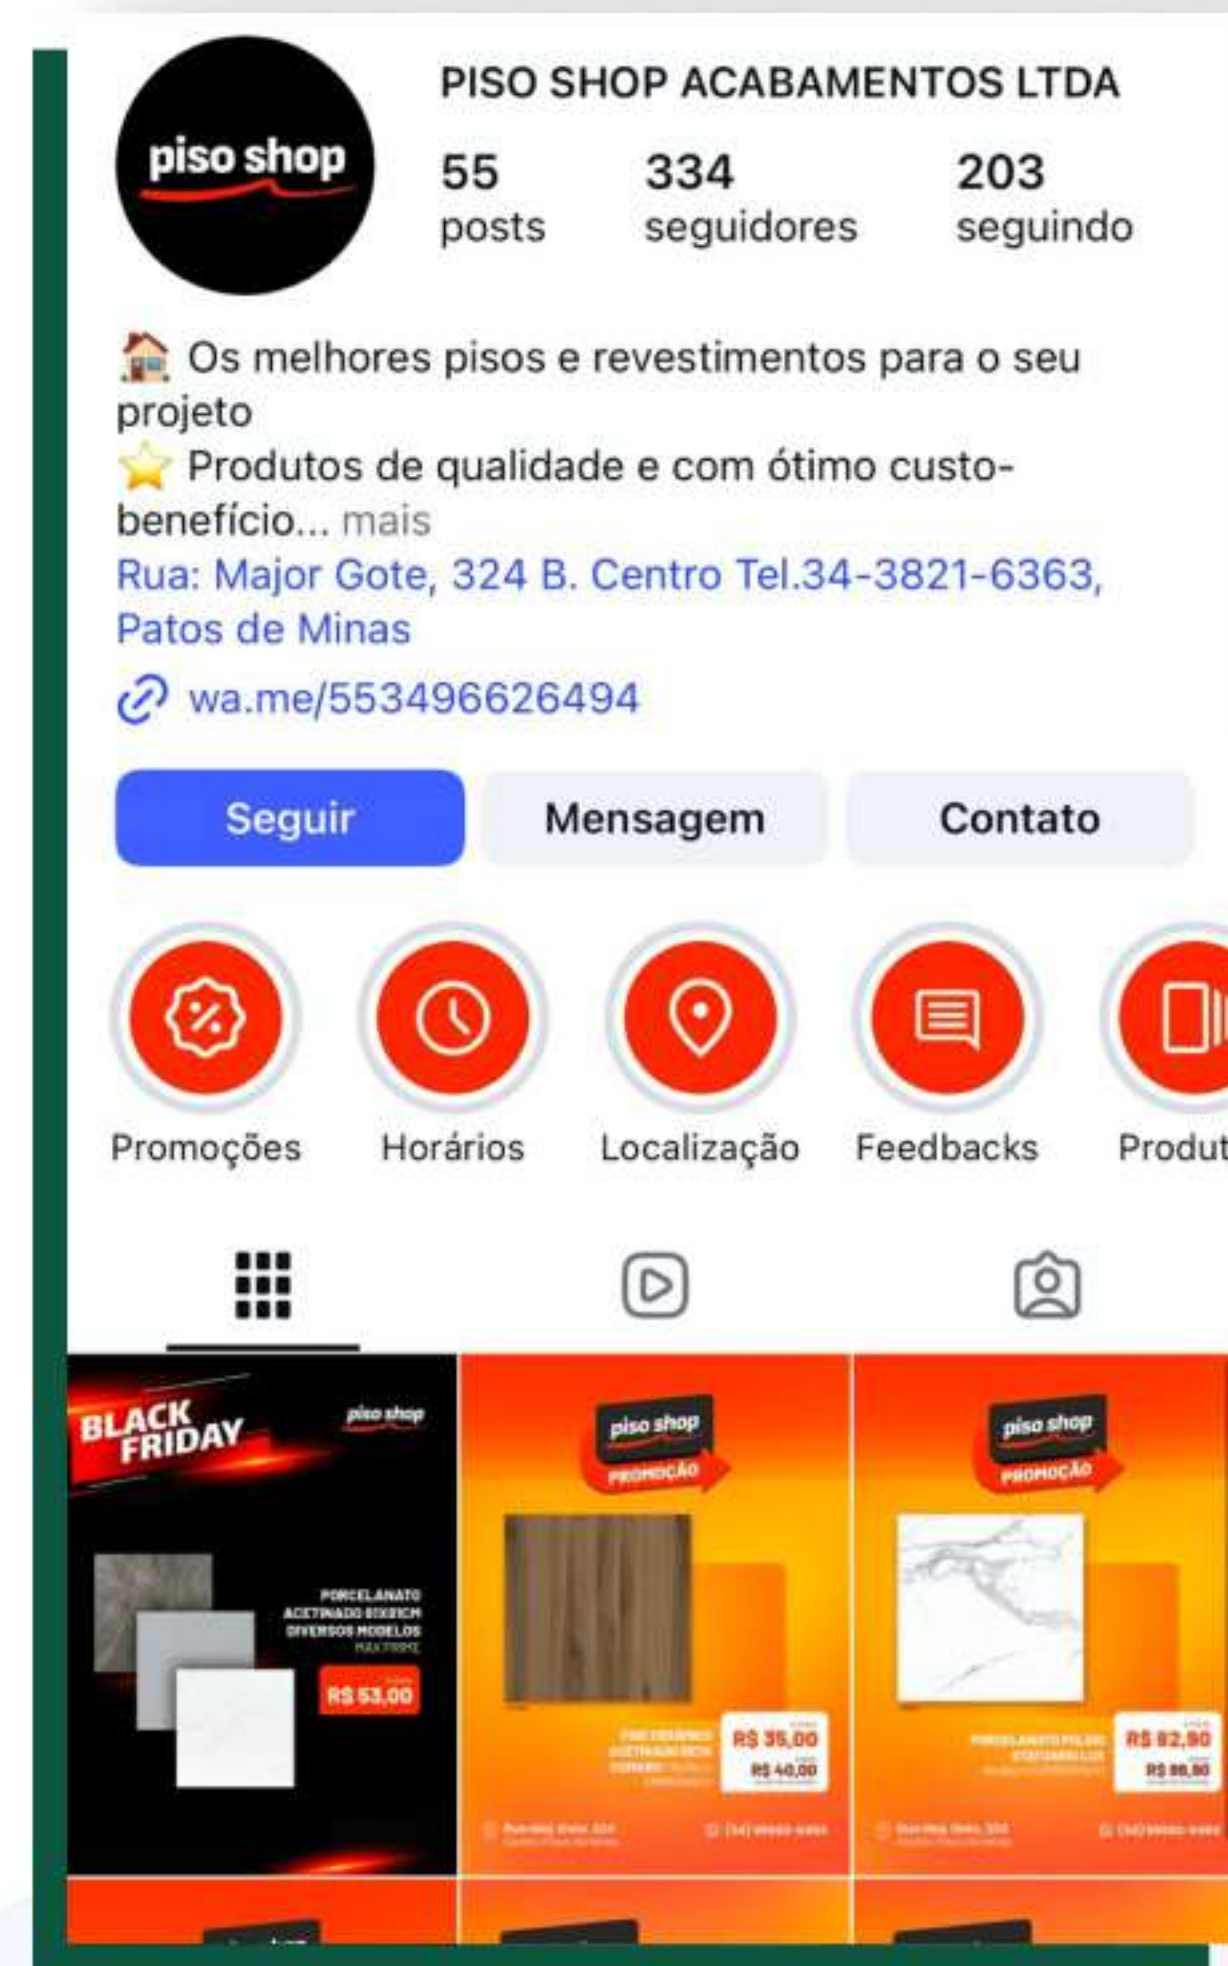 piso shop
PISO SHOP ACABAMENTOS LTDA
55
posts
334
seguidores
203
seguindo
🏠 Os melhores pisos e revestimentos para o seu
projeto
⭐ Produtos de qualidade e com ótimo custo-
benefício... mais
Rua: Major Gote, 324 B. Centro Tel.34-3821-6363,
Patos de Minas
wa.me/553496626494
Seguir
Mensagem
Contato
Promoções
Horários
Localização
Feedbacks
Produt
BLACK
FRIDAY
piso shop
PORCELANATO
ACETINADO
DIVERSOS MODELOS
R$ 53,00
piso shop
PROMOÇÃO
R$ 35,00
R$ 40,00
piso shop
PROMOÇÃO
R$ 82,90